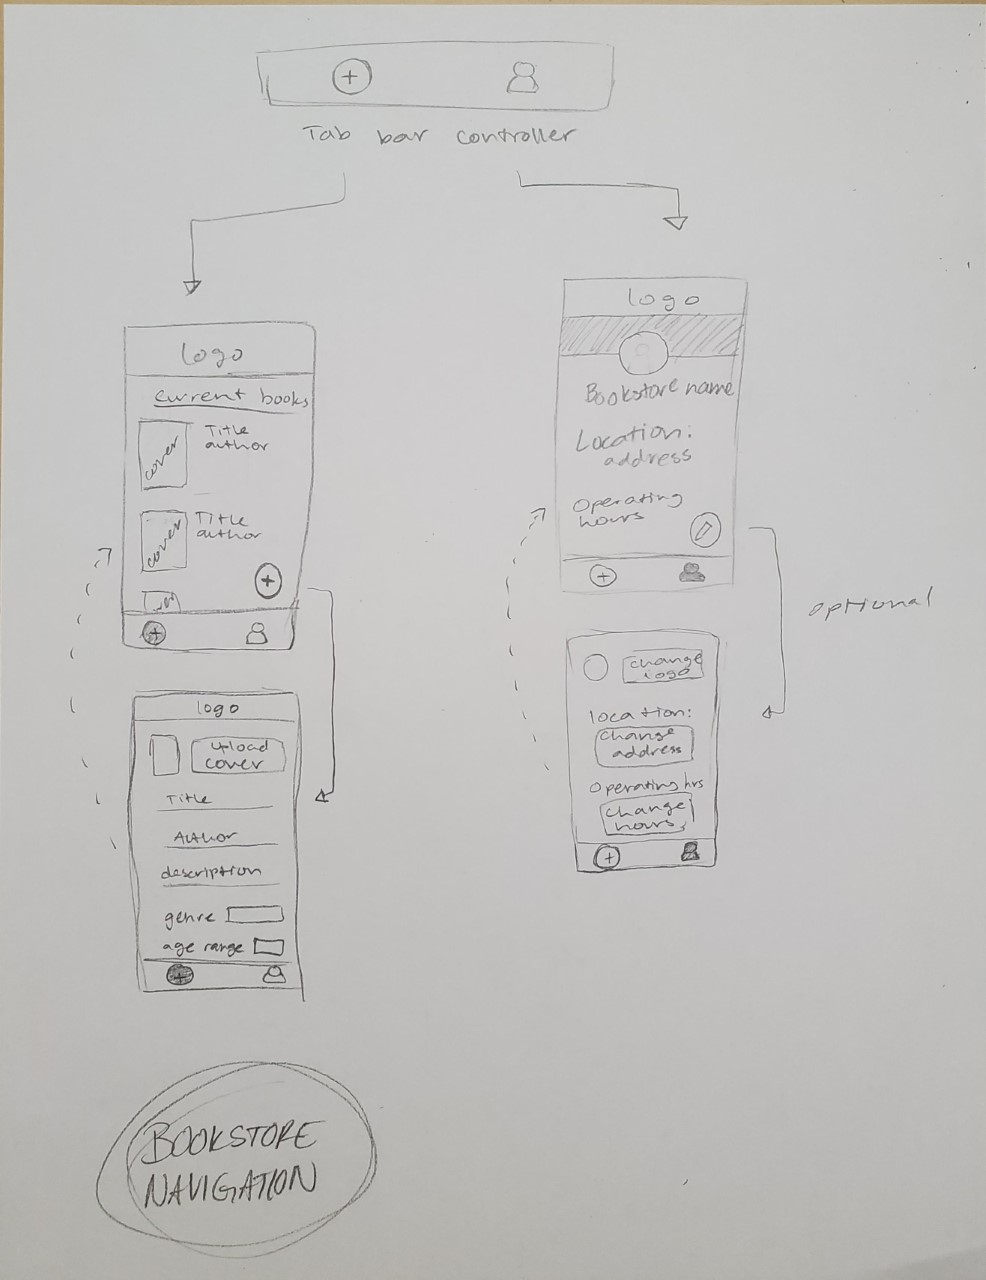 Tab bar controller
logo
current books
cover
Title
author
cover
Title
author
logo
upload
cover
Title
Author
description
genre
age range
logo
Bookstore name
Location:
address
Operating
hours
optional
change
logo
location:
change
address
Operating hrs
change
hours
BOOKSTORE
NAVIGATION